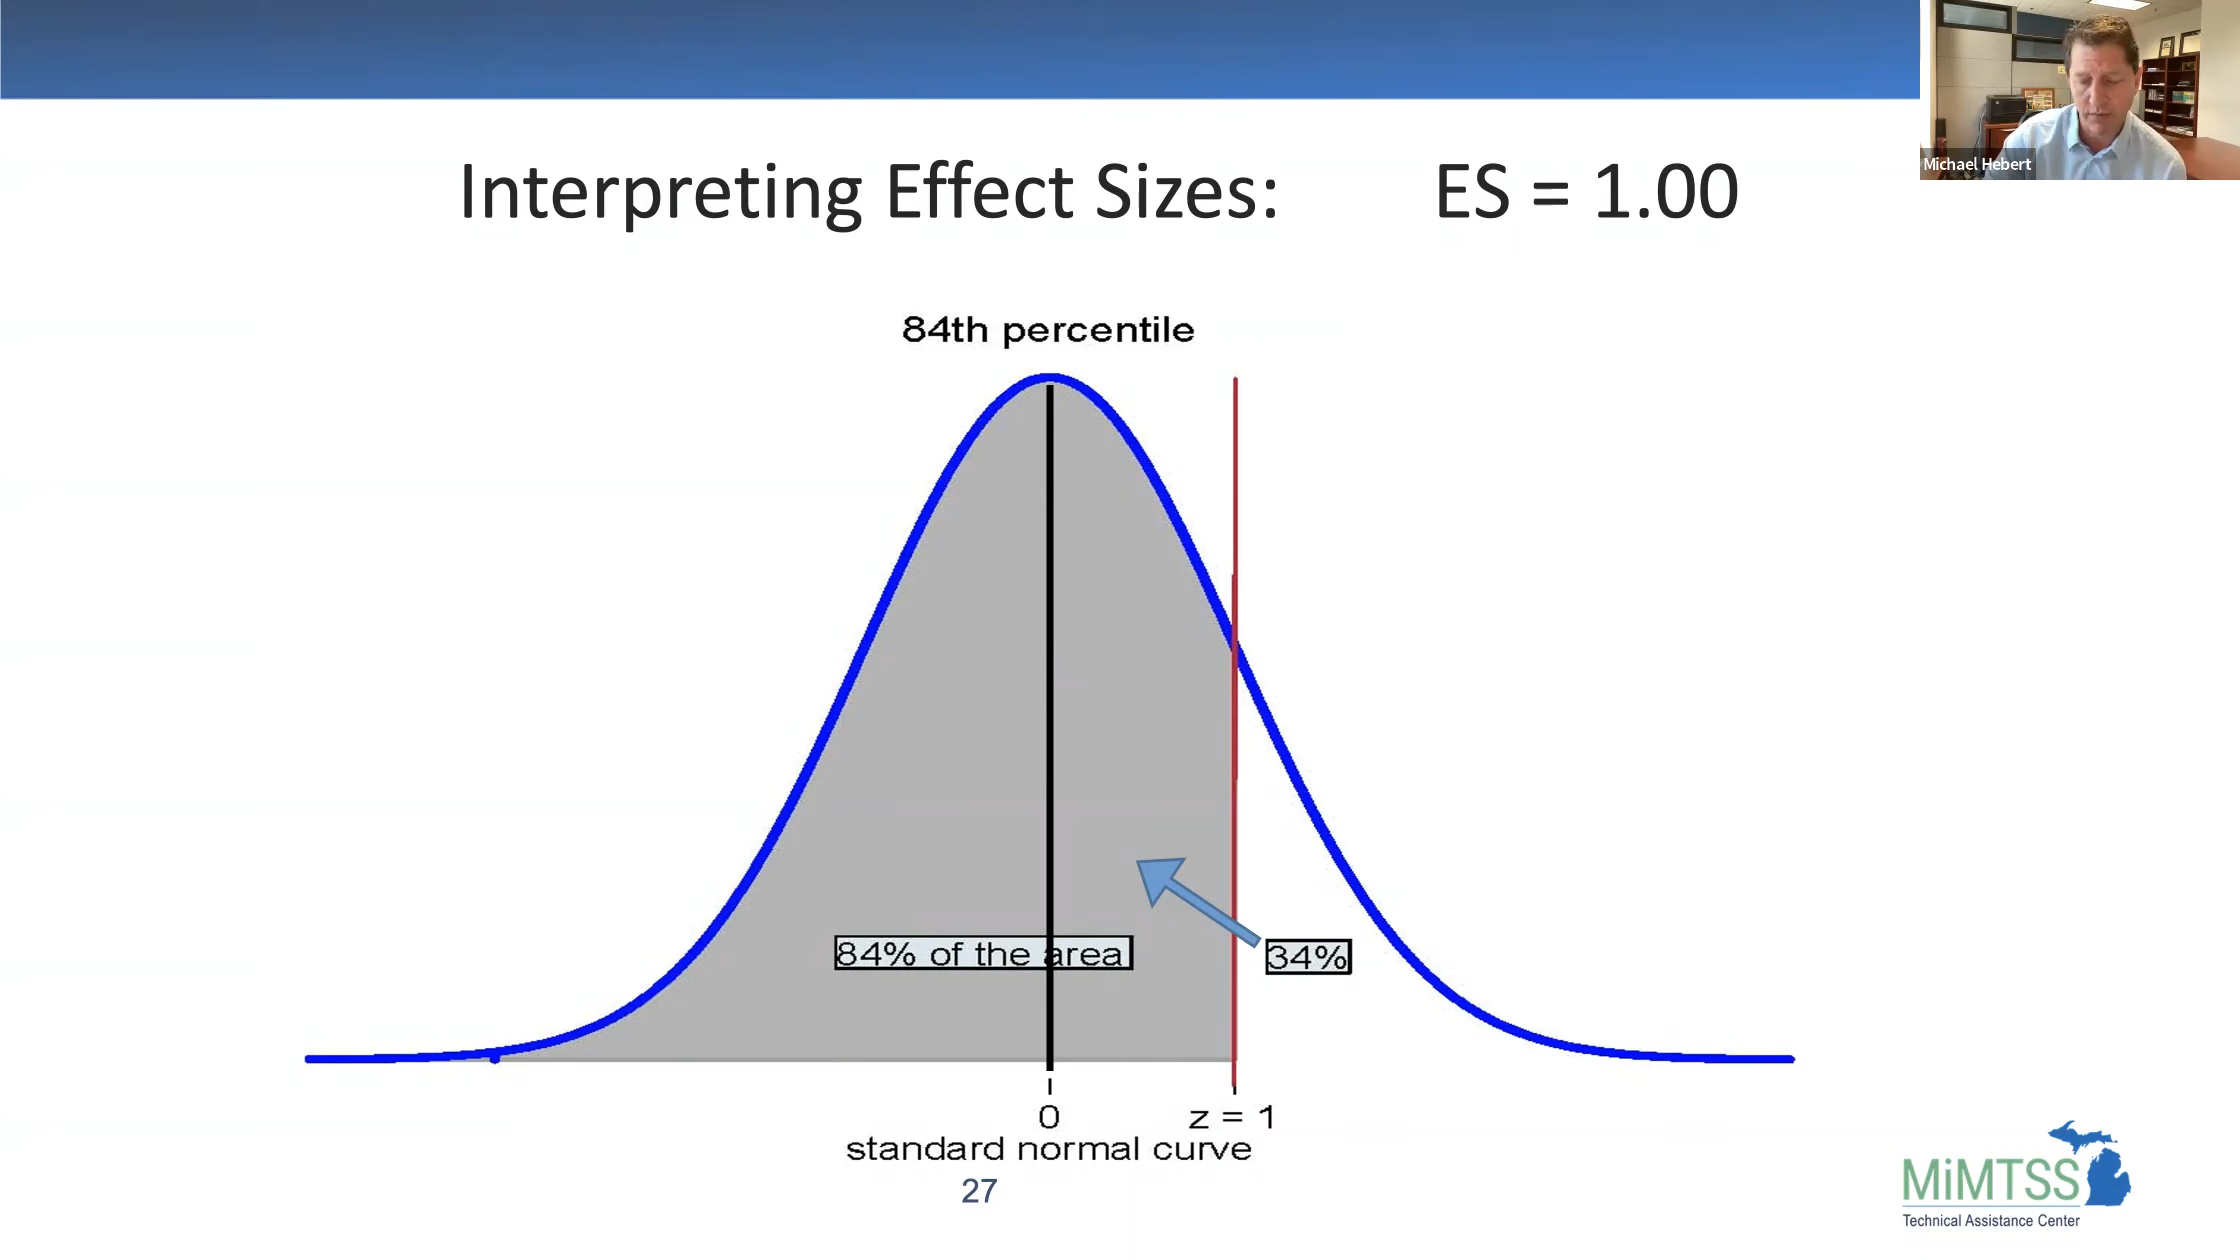 Michael Hebert
Interpreting Effect Sizes: ES = 1.00
84th percentile
84% of the area
34%
0
z = 1
standard normal curve
27
MiMTSS
Technical Assistance Center